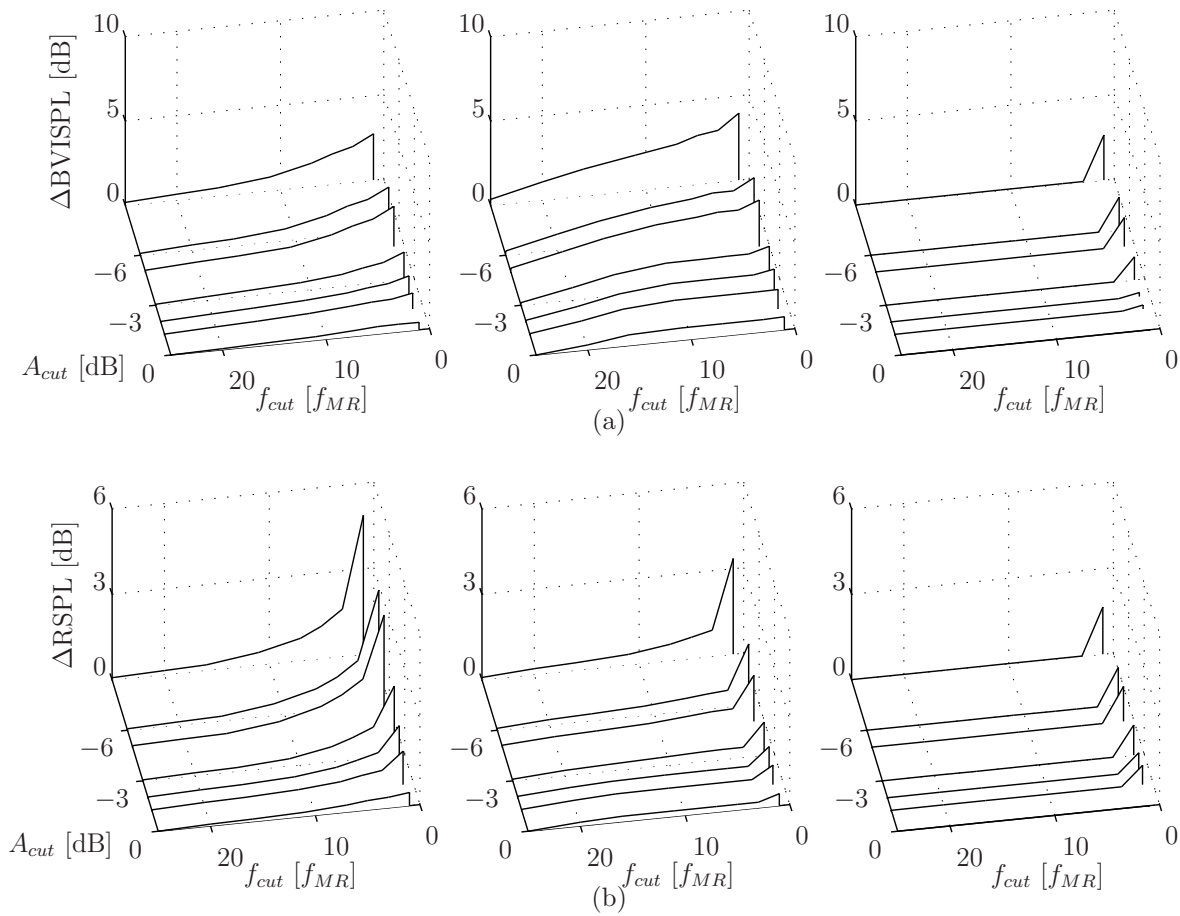 10 10 10
ΔBVISPL [dB]
5 5 5
0 0 0
−6 −6 −6
−3 −3 −3
A_cut [dB] 0 20 10 0 0 20 10 0 0 20 10 0
f_cut [f_MR] f_cut [f_MR] f_cut [f_MR]
(a)
6 6 6
ΔRSPL [dB]
3 3 3
0 0 0
−6 −6 −6
−3 −3 −3
A_cut [dB] 0 20 10 0 0 20 10 0 0 20 10 0
f_cut [f_MR] f_cut [f_MR] f_cut [f_MR]
(b)